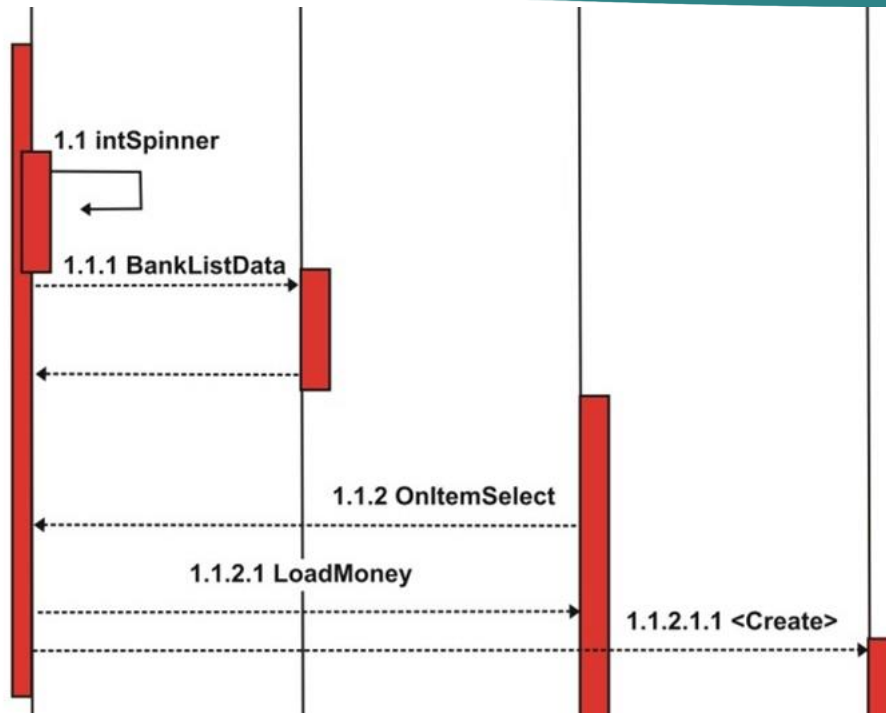 1.1 intSpinner
1.1.1 BankListData
1.1.2 OnItemSelect
1.1.2.1 LoadMoney
1.1.2.1.1 <Create>